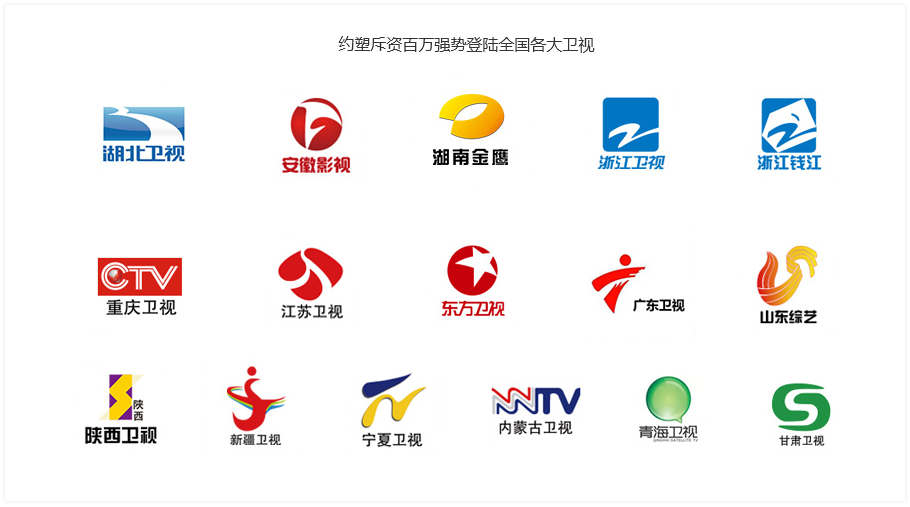 约塑斥资百万强势登陆全国各大卫视
湖北卫视
安徽影视
湖南金鹰
浙江卫视
浙江钱江
CTV
重庆卫视
江苏卫视
东方卫视
广东卫视
山东综艺
陕西
陕西卫视
新疆卫视
宁夏卫视
NTV
内蒙古卫视
青海卫视
QINGHAI SATELLITE TV
甘肃卫视